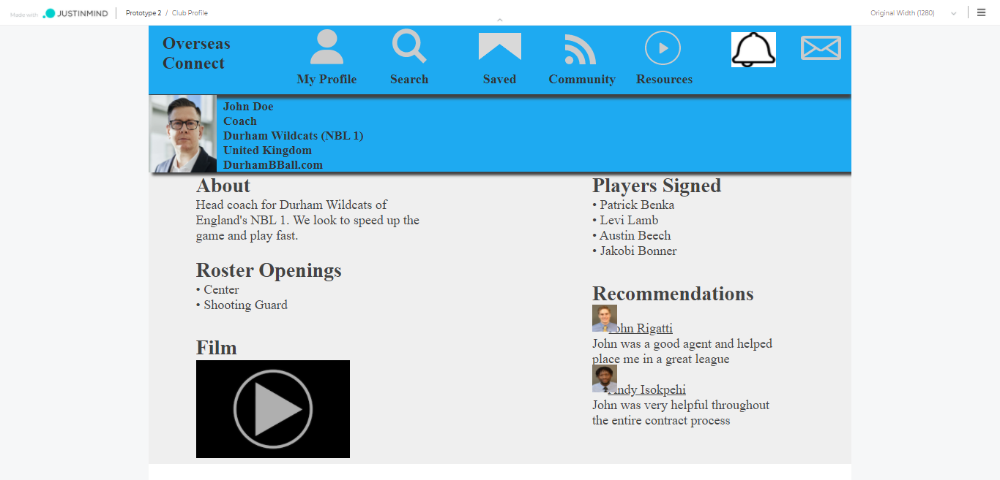 Made with JUSTINMIND Prototype 2 / Club Profile Original Width (1280)
Overseas
Connect
My Profile Search Saved Community Resources
John Doe
Coach
Durham Wildcats (NBL 1)
United Kingdom
DurhamBBall.com
About
Head coach for Durham Wildcats of
England's NBL 1. We look to speed up the
game and play fast.
Roster Openings
• Center
• Shooting Guard
Film
Players Signed
• Patrick Benka
• Levi Lamb
• Austin Beech
• Jakobi Bonner
Recommendations
John Rigatti
John was a good agent and helped
place me in a great league
Andy Isokpehi
John was very helpful throughout
the entire contract process